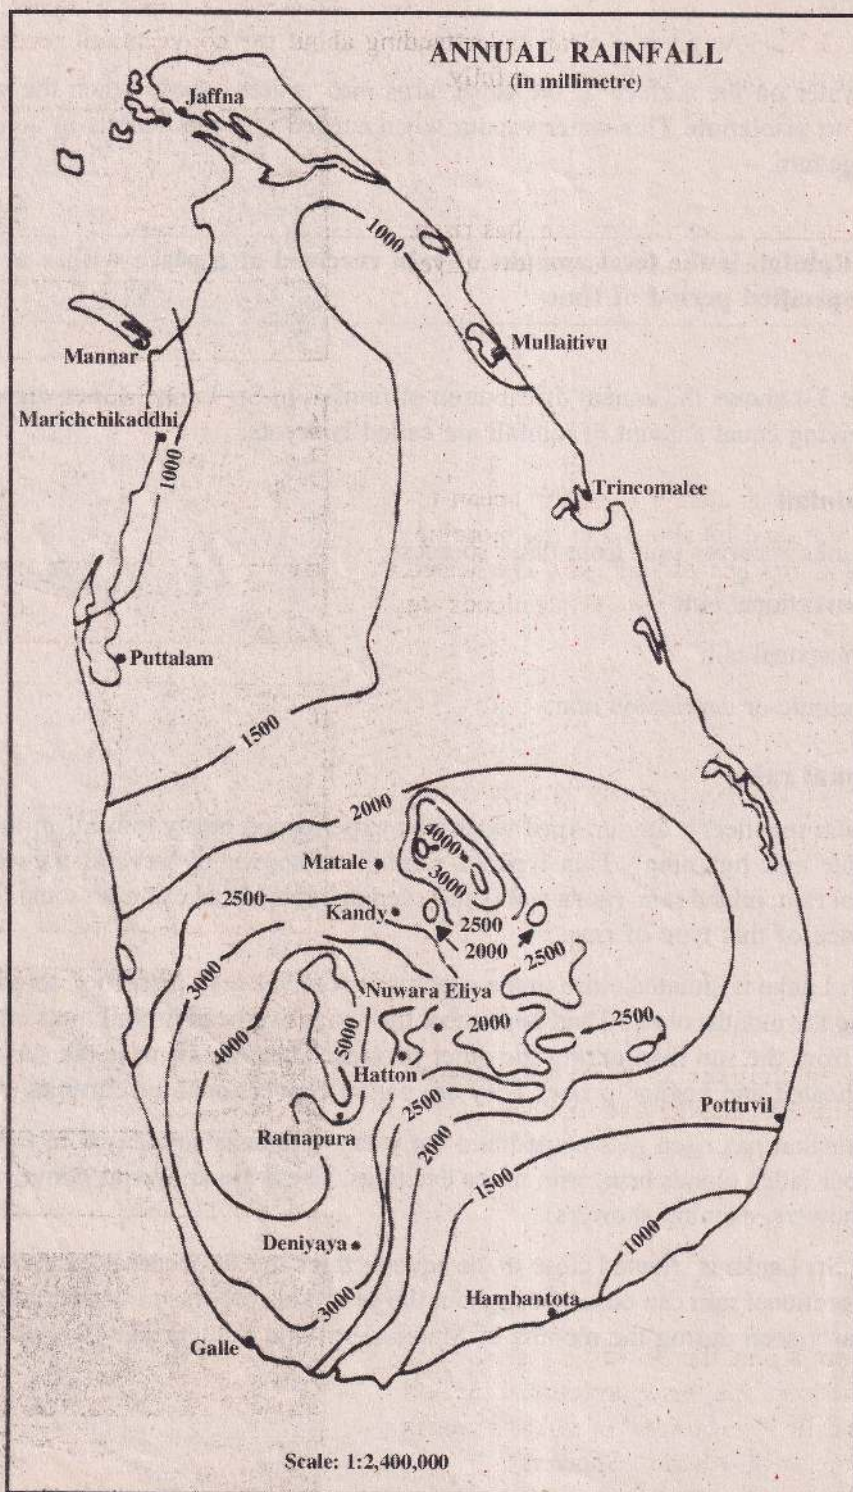 ANNUAL RAINFALL
(in millimetre)
Jaffna
1000
Mullaitivu
Mannar
Marichchikaddhi
1000
Trincomalee
Puttalam
1500
2000
4000
Matale
3000
2500
Kandy
2500
2000
2500
3000
Nuwara Eliya
2000
2500
4000
5000
Hatton
2500
Pottuvil
Ratnapura
2000
1500
1000
Deniyaya
3000
Hambantota
Galle
Scale: 1:2,400,000